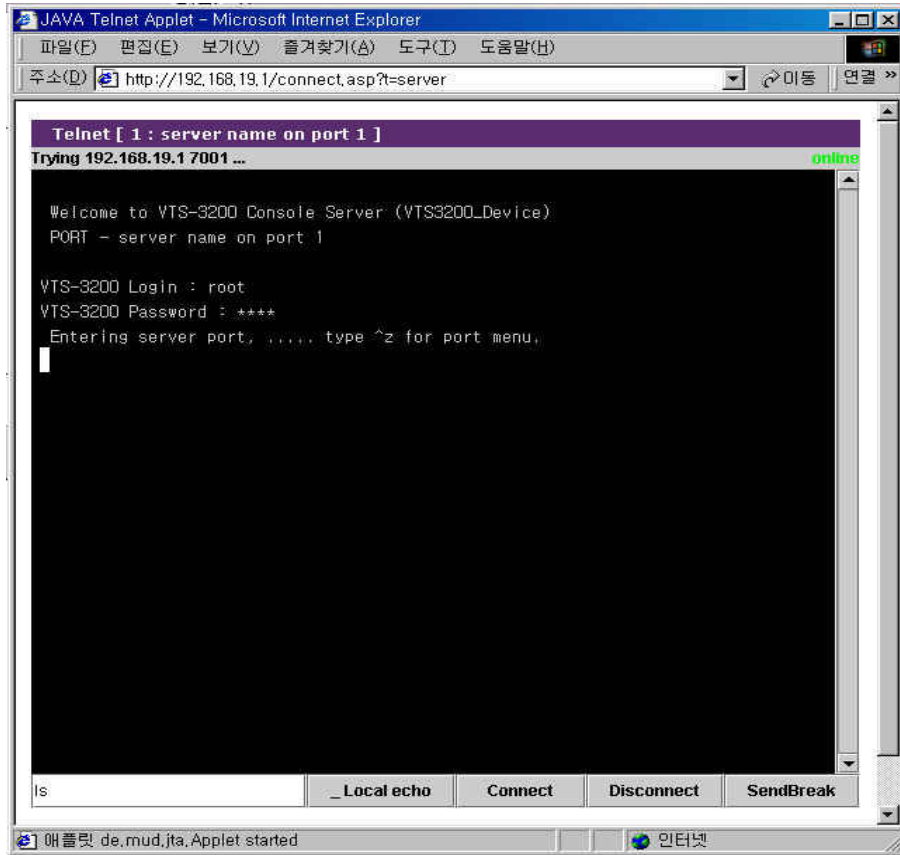 JAVA Telnet Applet - Microsoft Internet Explorer
파일(F) 편집(E) 보기(V) 즐겨찾기(A) 도구(T) 도움말(H)
주소(D) http://192.168.19.1/connect.asp?t=server 이동 연결 »
Telnet [ 1 : server name on port 1 ]
Trying 192.168.19.1 7001 ... online
Welcome to VTS-3200 Console Server (VTS3200_Device)
PORT - server name on port 1
VTS-3200 Login : root
VTS-3200 Password : ****
Entering server port, ..... type ^z for port menu.
ls _Local echo Connect Disconnect SendBreak
애플릿 de.mud.jta.Applet started 인터넷